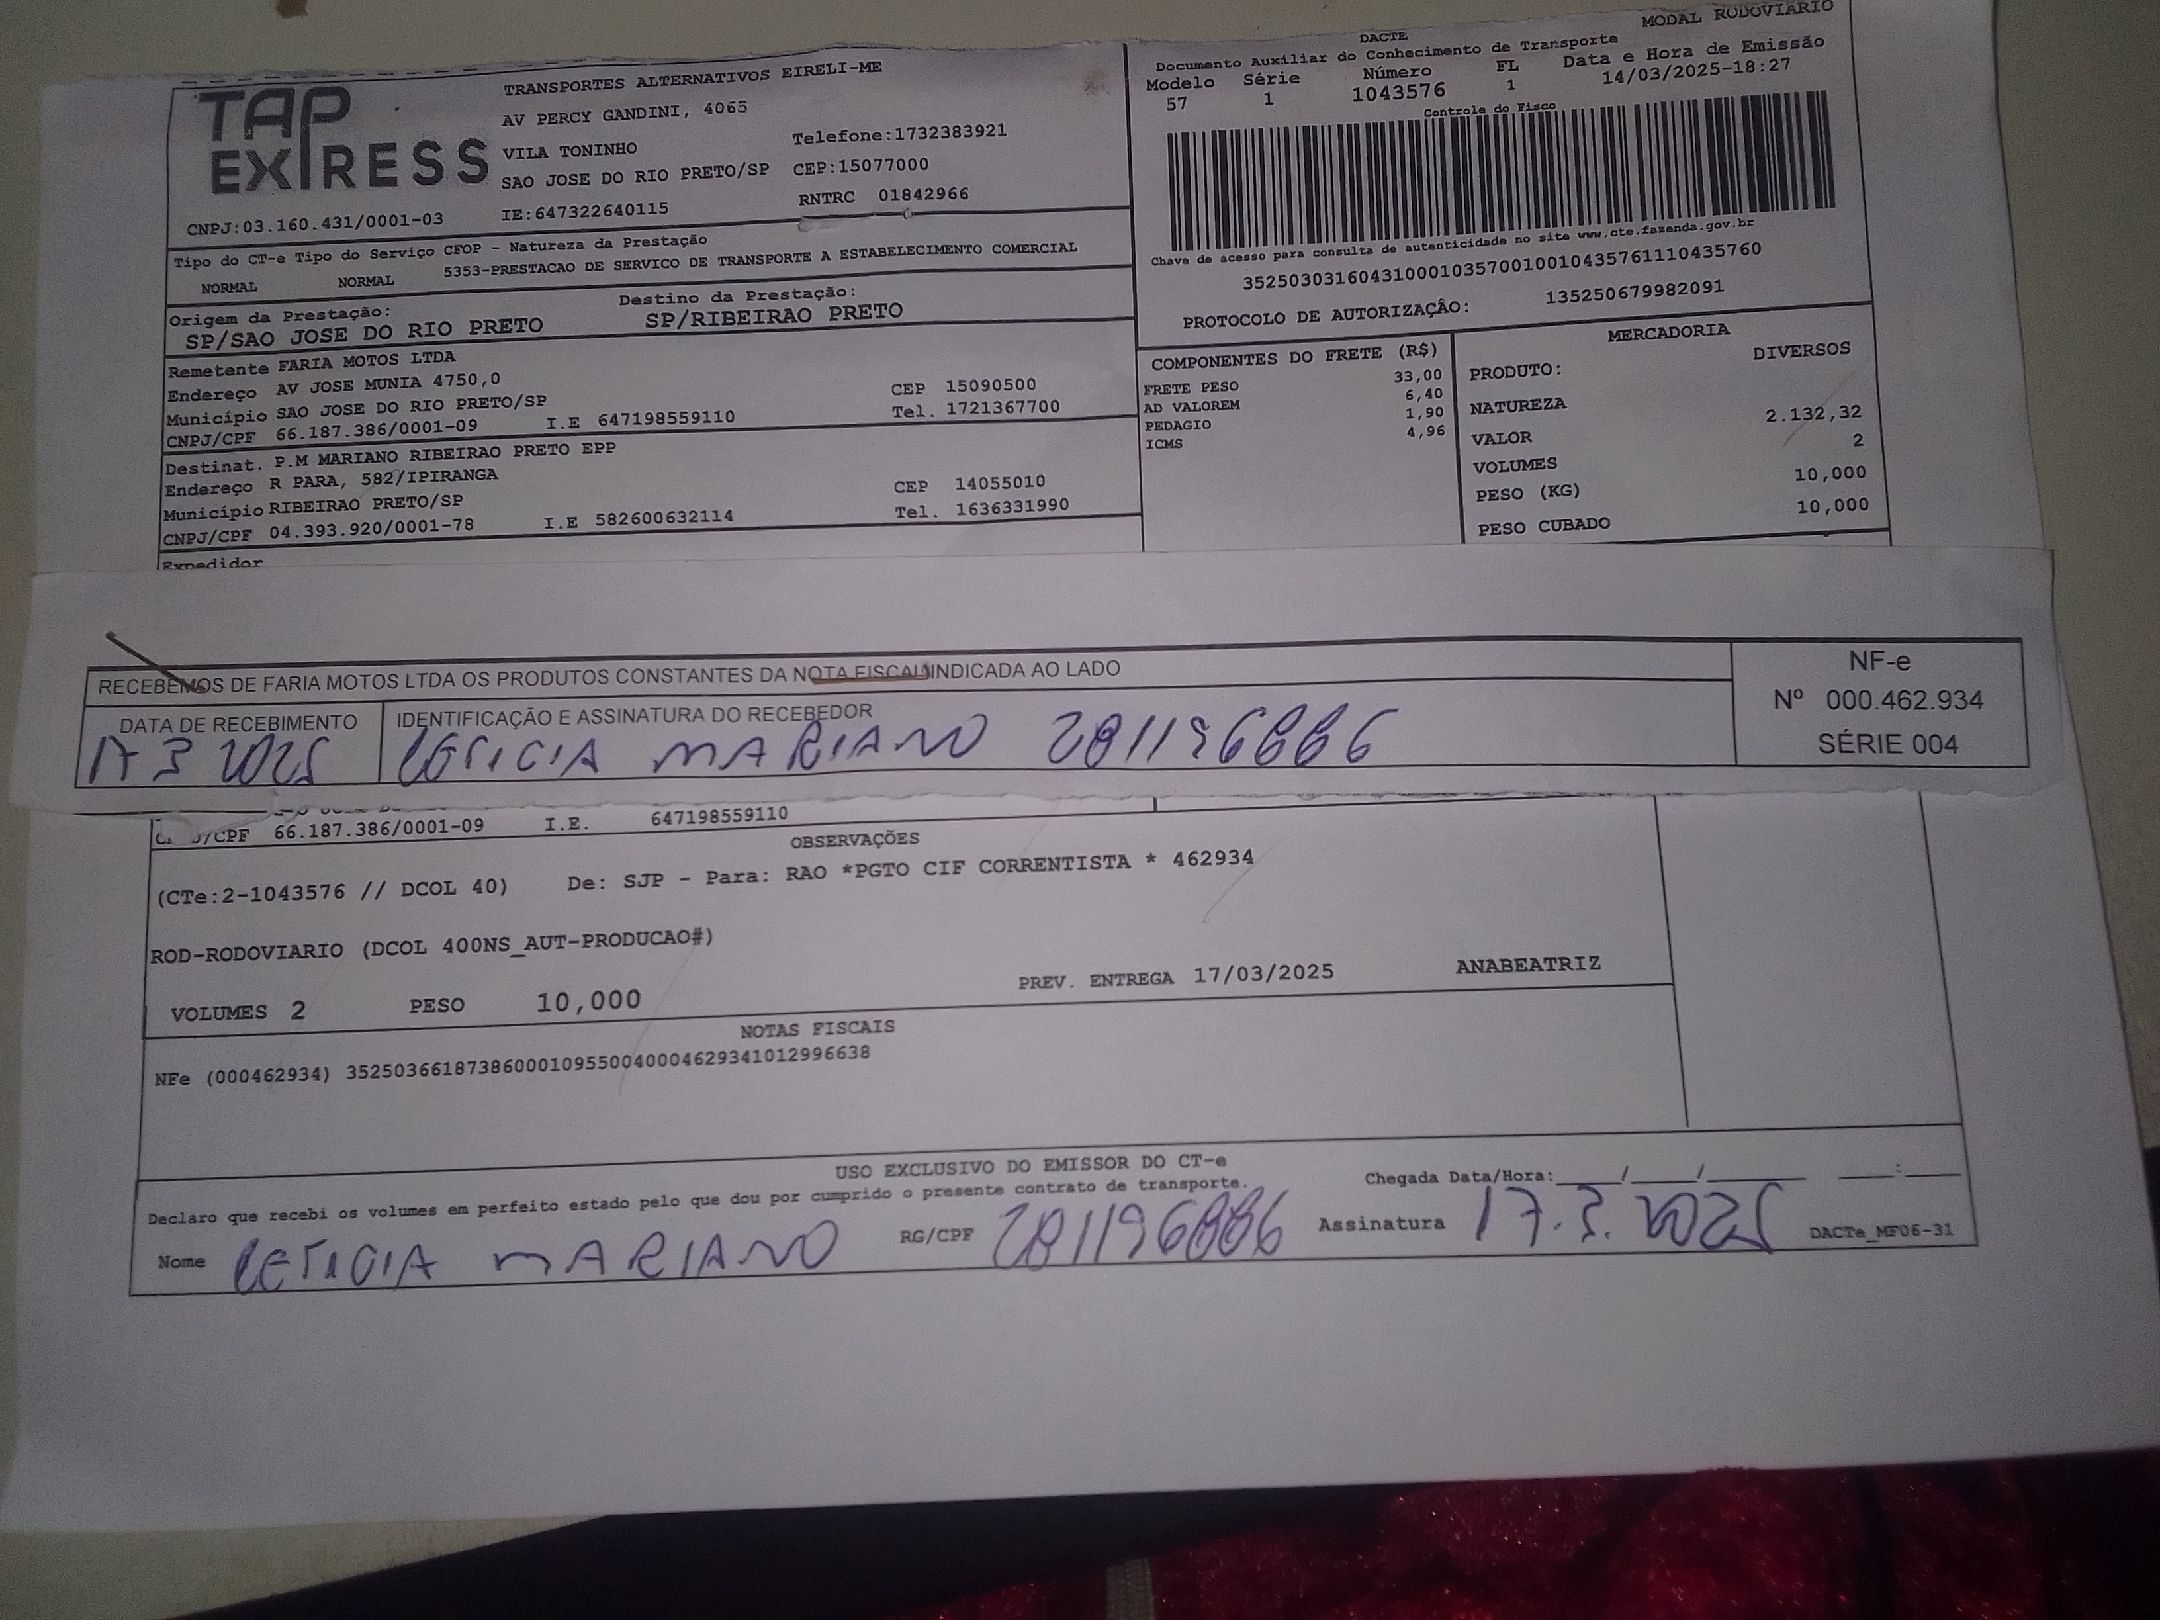 TAP EXPRESS
TRANSPORTES ALTERNATIVOS EIRELI-ME
AV PERCY GANDINI, 4065
VILA TONINHO Telefone:1732383921
SAO JOSE DO RIO PRETO/SP CEP:15077000
CNPJ:03.160.431/0001-03 IE:647322640115 RNTRC 01842966
MODAL RODOVIARIO
DACTE
Documento Auxiliar do Conhecimento de Transporte
Modelo Série Número FL Data e Hora de Emissão
57 1 1043576 1 14/03/2025-18:27
Controle do Fisco
Chave de acesso para consulta de autenticidade no site www.cte.fazenda.gov.br
35250303160431000103570010010435761110435760
PROTOCOLO DE AUTORIZAÇÂO: 135250679982091
Tipo do CT-e Tipo do Serviço CFOP - Natureza da Prestação
NORMAL NORMAL 5353-PRESTACAO DE SERVICO DE TRANSPORTE A ESTABELECIMENTO COMERCIAL
Origem da Prestação: Destino da Prestação:
SP/SAO JOSE DO RIO PRETO SP/RIBEIRAO PRETO
Remetente FARIA MOTOS LTDA
Endereço AV JOSE MUNIA 4750,0 CEP 15090500
Município SAO JOSE DO RIO PRETO/SP Tel. 1721367700
CNPJ/CPF 66.187.386/0001-09 I.E 647198559110
Destinat. P.M MARIANO RIBEIRAO PRETO EPP
Endereço R PARA, 582/IPIRANGA CEP 14055010
Município RIBEIRAO PRETO/SP Tel. 1636331990
CNPJ/CPF 04.393.920/0001-78 I.E 582600632114
Expedidor
COMPONENTES DO FRETE (R$)
FRETE PESO 33,00
AD VALOREM 6,40
PEDAGIO 1,90
ICMS 4,96
MERCADORIA
PRODUTO: DIVERSOS
NATUREZA
VALOR 2.132,32
VOLUMES 2
PESO (KG) 10,000
PESO CUBADO 10,000
RECEBEMOS DE FARIA MOTOS LTDA OS PRODUTOS CONSTANTES DA NOTA FISCAL INDICADA AO LADO
DATA DE RECEBIMENTO IDENTIFICAÇÃO E ASSINATURA DO RECEBEDOR
17 3 2025 LETICIA MARIANO 281196886
NF-e
Nº 000.462.934
SÉRIE 004
/CPF 66.187.386/0001-09 I.E. 647198559110
OBSERVAÇÕES
(CTe:2-1043576 // DCOL 40) De: SJP - Para: RAO *PGTO CIF CORRENTISTA * 462934
ROD-RODOVIARIO (DCOL 400NS_AUT-PRODUCAO#)
VOLUMES 2 PESO 10,000 PREV. ENTREGA 17/03/2025 ANABEATRIZ
NOTAS FISCAIS
NFe (000462934) 35250366187386000109550040004629341012996638
USO EXCLUSIVO DO EMISSOR DO CT-e
Declaro que recebi os volumes em perfeito estado pelo que dou por cumprido o presente contrato de transporte. Chegada Data/Hora:____/____/______ ___:___
Nome LETICIA MARIANO RG/CPF 281196886 Assinatura 17.3.2025 DACTe_MF06-31